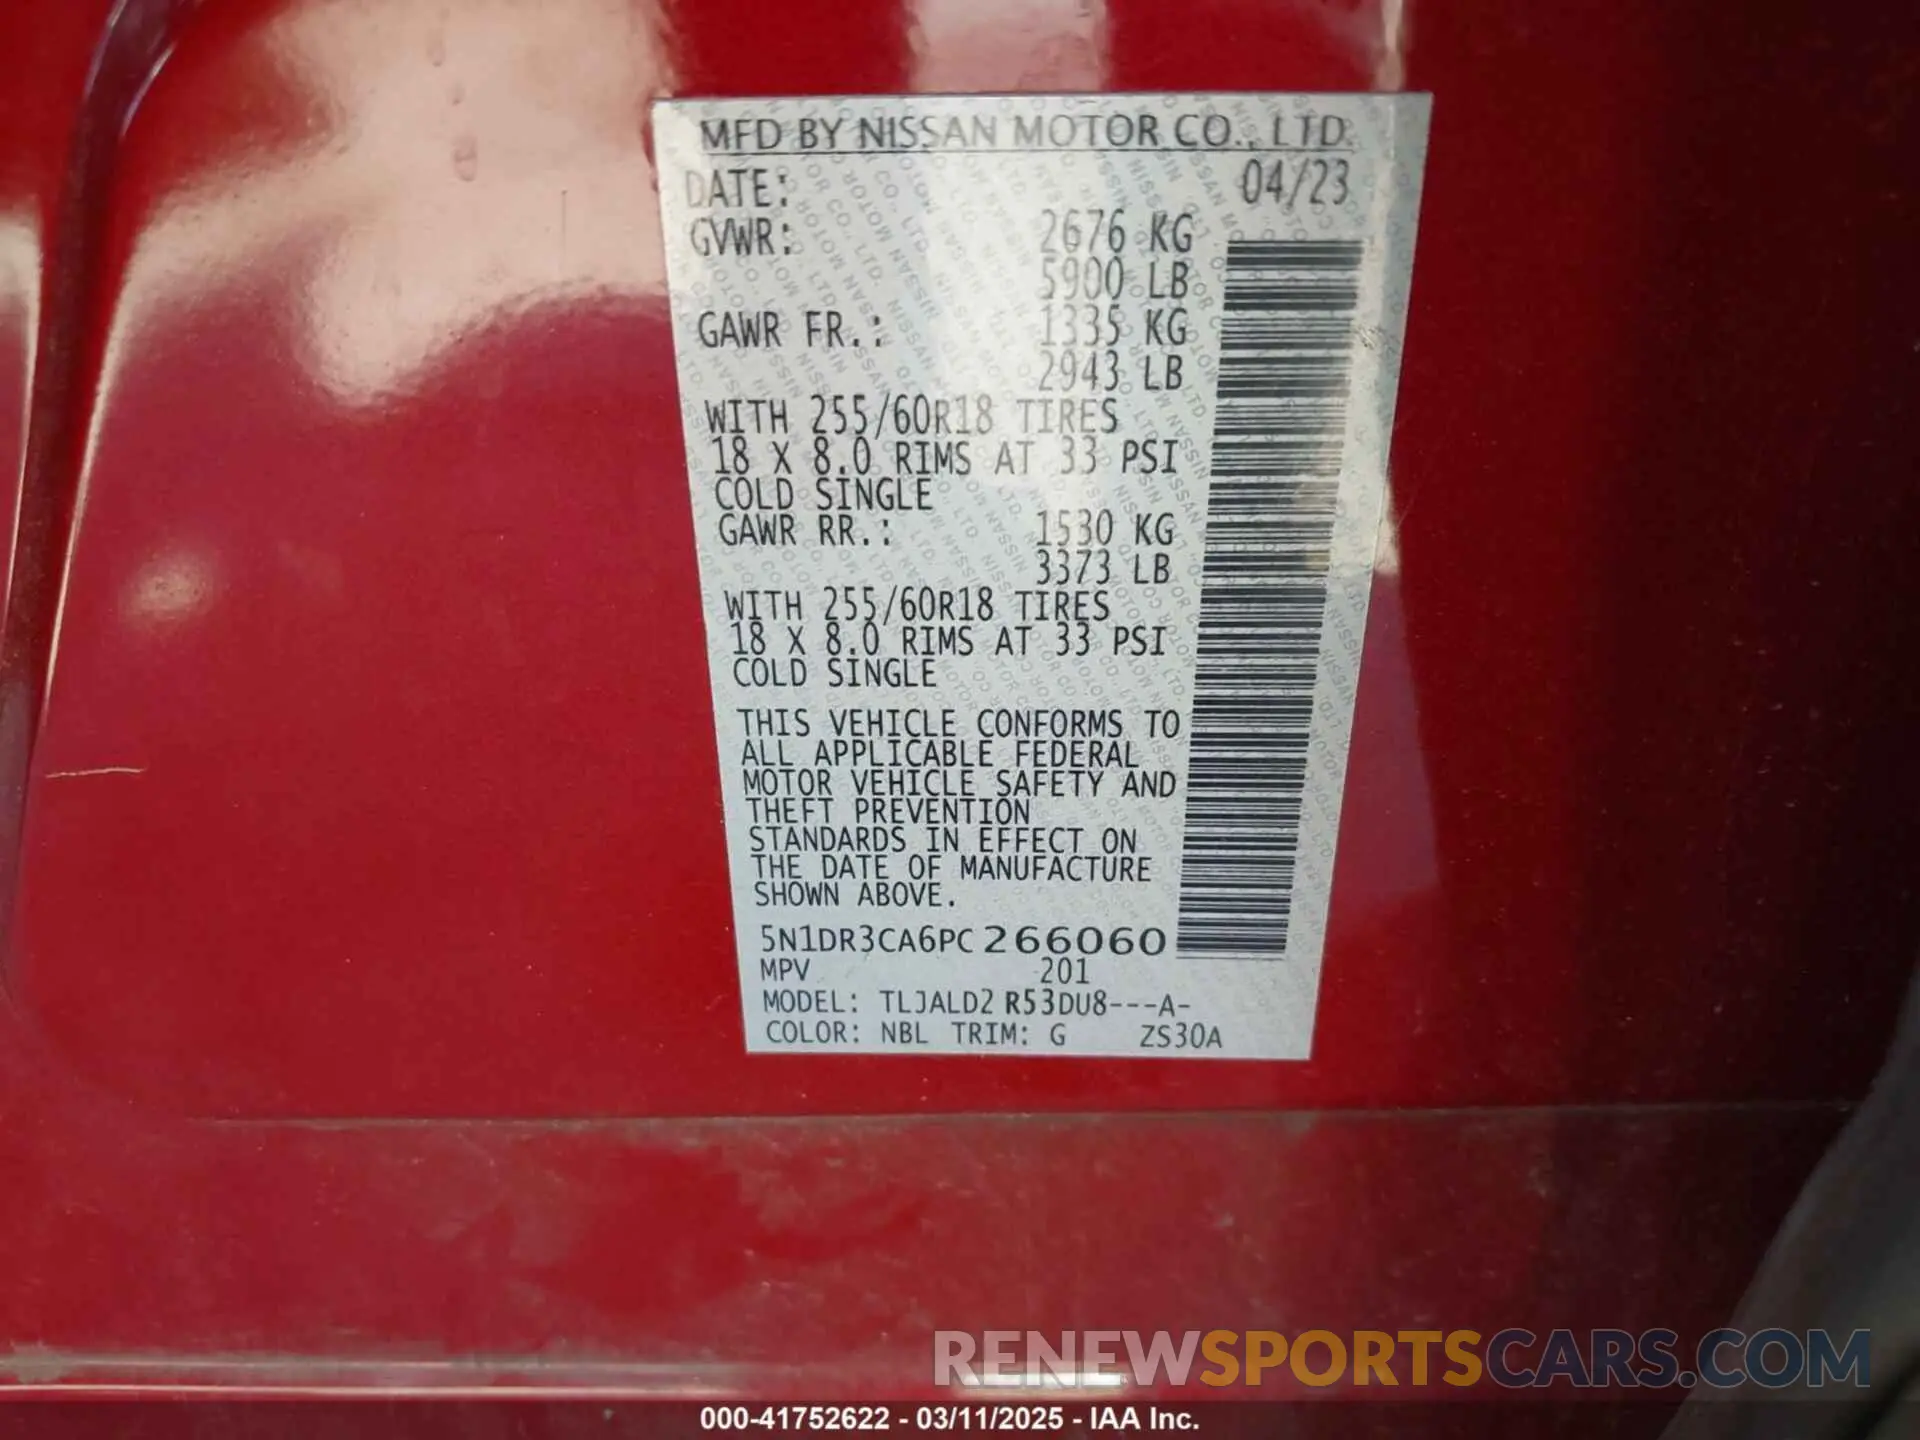 MFD BY NISSAN MOTOR CO., LTD.
DATE: 04/23
GVWR: 2676 KG
5900 LB
GAWR FR.: 1335 KG
2943 LB
WITH 255/60R18 TIRES
18 X 8.0 RIMS AT 33 PSI
COLD SINGLE
GAWR RR.: 1530 KG
3373 LB
WITH 255/60R18 TIRES
18 X 8.0 RIMS AT 33 PSI
COLD SINGLE
THIS VEHICLE CONFORMS TO
ALL APPLICABLE FEDERAL
MOTOR VEHICLE SAFETY AND
THEFT PREVENTION
STANDARDS IN EFFECT ON
THE DATE OF MANUFACTURE
SHOWN ABOVE.
5N1DR3CA6PC266060
MPV 201
MODEL: TLJALD2 R53DU8---A-
COLOR: NBL TRIM: G ZS30A
RENEWSPORTSCARS.COM
000-41752622 - 03/11/2025 - IAA Inc.